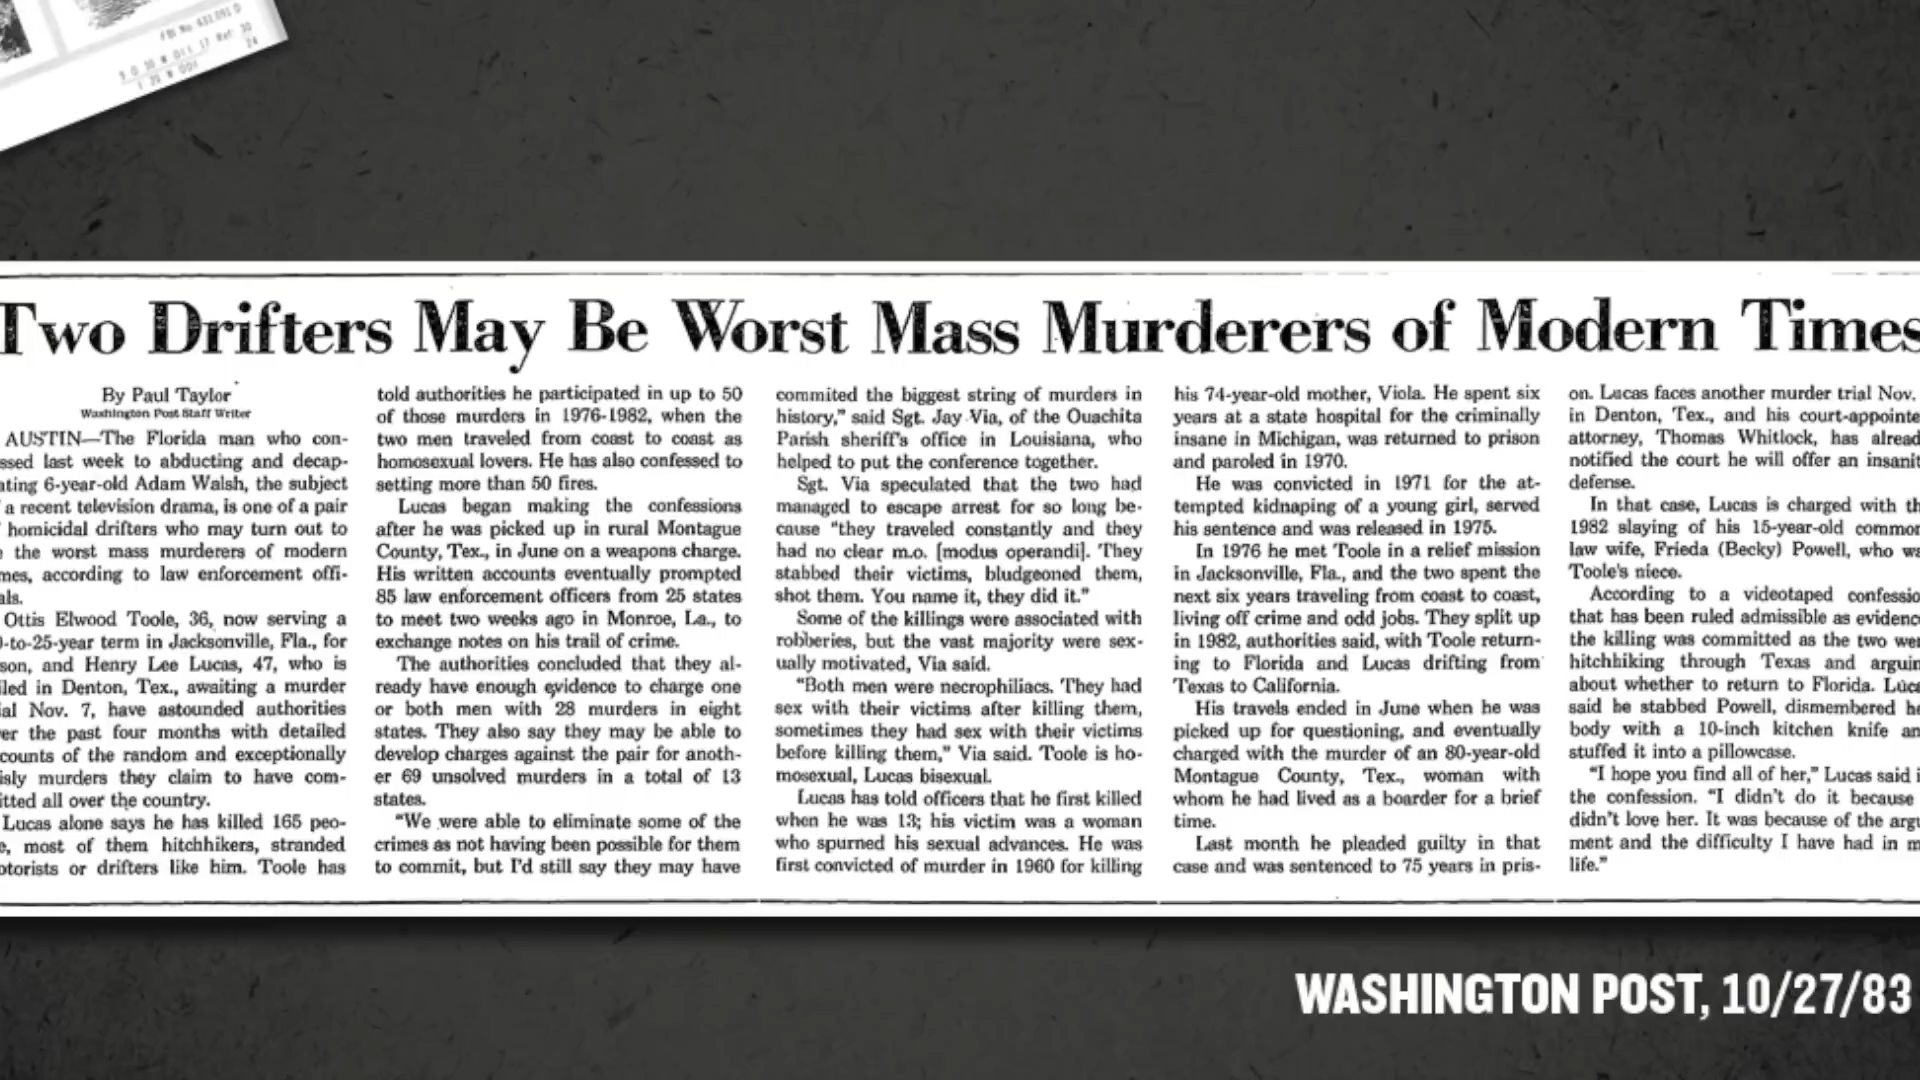 FBI No. 431 091 D
Two Drifters May Be Worst Mass Murderers of Modern Times
By Paul Taylor
Washington Post Staff Writer
AUSTIN—The Florida man who con-
ssed last week to abducting and decap-
ating 6-year-old Adam Walsh, the subject
a recent television drama, is one of a pair
homicidal drifters who may turn out to
the worst mass murderers of modern
mes, according to law enforcement offi-
als.
Ottis Elwood Toole, 36, now serving a
-to-25-year term in Jacksonville, Fla., for
son, and Henry Lee Lucas, 47, who is
iled in Denton, Tex., awaiting a murder
ial Nov. 7, have astounded authorities
er the past four months with detailed
counts of the random and exceptionally
isly murders they claim to have com-
itted all over the country.
Lucas alone says he has killed 165 peo-
e, most of them hitchhikers, stranded
otorists or drifters like him. Toole has
told authorities he participated in up to 50
of those murders in 1976-1982, when the
two men traveled from coast to coast as
homosexual lovers. He has also confessed to
setting more than 50 fires.
Lucas began making the confessions
after he was picked up in rural Montague
County, Tex., in June on a weapons charge.
His written accounts eventually prompted
85 law enforcement officers from 25 states
to meet two weeks ago in Monroe, La., to
exchange notes on his trail of crime.
The authorities concluded that they al-
ready have enough evidence to charge one
or both men with 28 murders in eight
states. They also say they may be able to
develop charges against the pair for anoth-
er 69 unsolved murders in a total of 13
states.
“We were able to eliminate some of the
crimes as not having been possible for them
to commit, but I’d still say they may have
commited the biggest string of murders in
history,” said Sgt. Jay Via, of the Ouachita
Parish sheriff’s office in Louisiana, who
helped to put the conference together.
Sgt. Via speculated that the two had
managed to escape arrest for so long be-
cause “they traveled constantly and they
had no clear m.o. [modus operandi]. They
stabbed their victims, bludgeoned them,
shot them. You name it, they did it.”
Some of the killings were associated with
robberies, but the vast majority were sex-
ually motivated, Via said.
“Both men were necrophiliacs. They had
sex with their victims after killing them,
sometimes they had sex with their victims
before killing them,” Via said. Toole is ho-
mosexual, Lucas bisexual.
Lucas has told officers that he first killed
when he was 13; his victim was a woman
who spurned his sexual advances. He was
first convicted of murder in 1960 for killing
his 74-year-old mother, Viola. He spent six
years at a state hospital for the criminally
insane in Michigan, was returned to prison
and paroled in 1970.
He was convicted in 1971 for the at-
tempted kidnaping of a young girl, served
his sentence and was released in 1975.
In 1976 he met Toole in a relief mission
in Jacksonville, Fla., and the two spent the
next six years traveling from coast to coast,
living off crime and odd jobs. They split up
in 1982, authorities said, with Toole return-
ing to Florida and Lucas drifting from
Texas to California.
His travels ended in June when he was
picked up for questioning, and eventually
charged with the murder of an 80-year-old
Montague County, Tex., woman with
whom he had lived as a boarder for a brief
time.
Last month he pleaded guilty in that
case and was sentenced to 75 years in pris-
on. Lucas faces another murder trial Nov.
in Denton, Tex., and his court-appointe
attorney, Thomas Whitlock, has alread
notified the court he will offer an insanit
defense.
In that case, Lucas is charged with th
1982 slaying of his 15-year-old common
law wife, Frieda (Becky) Powell, who wa
Toole’s niece.
According to a videotaped confessio
that has been ruled admissible as evidenc
the killing was committed as the two wer
hitchhiking through Texas and arguin
about whether to return to Florida. Luca
said he stabbed Powell, dismembered he
body with a 10-inch kitchen knife an
stuffed it into a pillowcase.
“I hope you find all of her,” Lucas said i
the confession. “I didn’t do it because
didn’t love her. It was because of the argu
ment and the difficulty I have had in m
life.”
WASHINGTON POST, 10/27/83